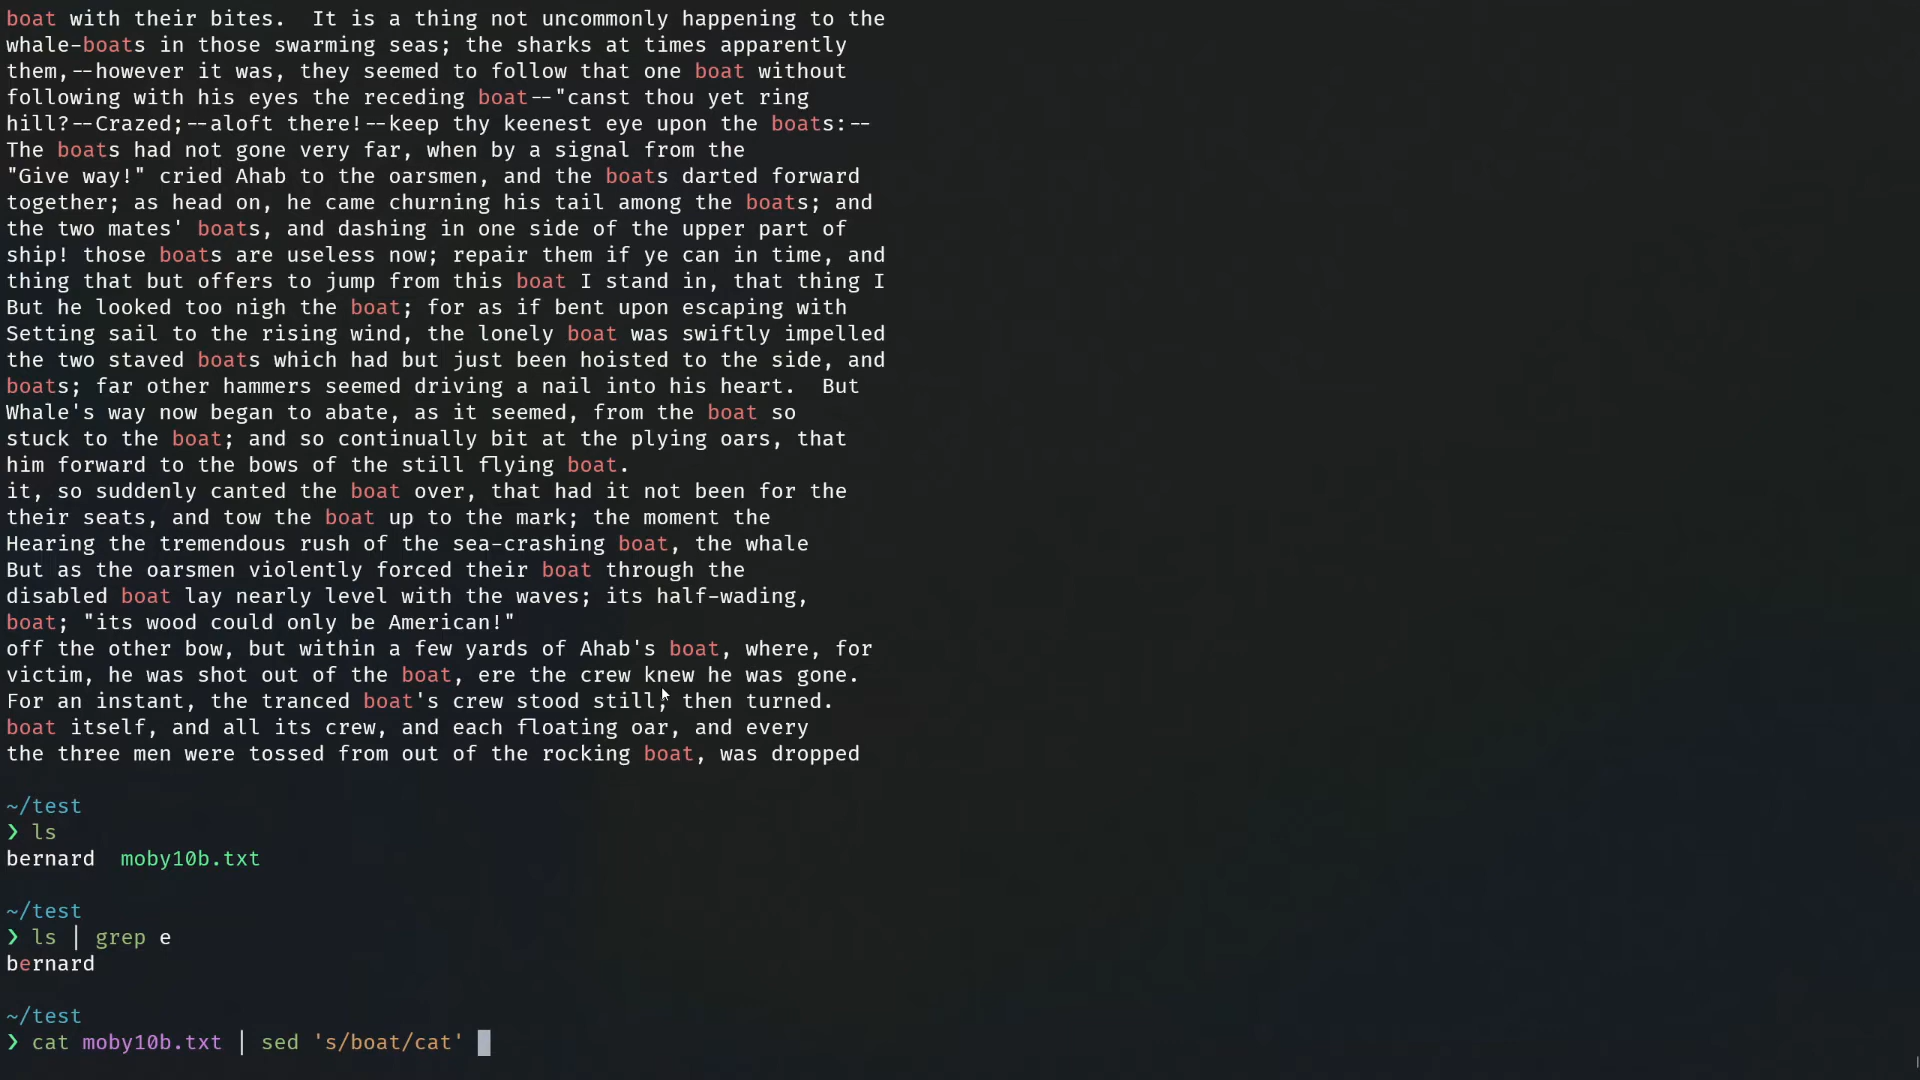 boat with their bites.  It is a thing not uncommonly happening to the
whale-boats in those swarming seas; the sharks at times apparently
them,--however it was, they seemed to follow that one boat without
following with his eyes the receding boat--"canst thou yet ring
hill?--Crazed;--aloft there!--keep thy keenest eye upon the boats:--
The boats had not gone very far, when by a signal from the
"Give way!" cried Ahab to the oarsmen, and the boats darted forward
together; as head on, he came churning his tail among the boats; and
the two mates' boats, and dashing in one side of the upper part of
ship! those boats are useless now; repair them if ye can in time, and
thing that but offers to jump from this boat I stand in, that thing I
But he looked too nigh the boat; for as if bent upon escaping with
Setting sail to the rising wind, the lonely boat was swiftly impelled
the two staved boats which had but just been hoisted to the side, and
boats; far other hammers seemed driving a nail into his heart.  But
Whale's way now began to abate, as it seemed, from the boat so
stuck to the boat; and so continually bit at the plying oars, that
him forward to the bows of the still flying boat.
it, so suddenly canted the boat over, that had it not been for the
their seats, and tow the boat up to the mark; the moment the
Hearing the tremendous rush of the sea-crashing boat, the whale
But as the oarsmen violently forced their boat through the
disabled boat lay nearly level with the waves; its half-wading,
boat; "its wood could only be American!"
off the other bow, but within a few yards of Ahab's boat, where, for
victim, he was shot out of the boat, ere the crew knew he was gone.
For an instant, the tranced boat's crew stood still; then turned.
boat itself, and all its crew, and each floating oar, and every
the three men were tossed from out of the rocking boat, was dropped
~/test
❯ ls
bernard  moby10b.txt
~/test
❯ ls | grep e
bernard
~/test
❯ cat moby10b.txt | sed 's/boat/cat'